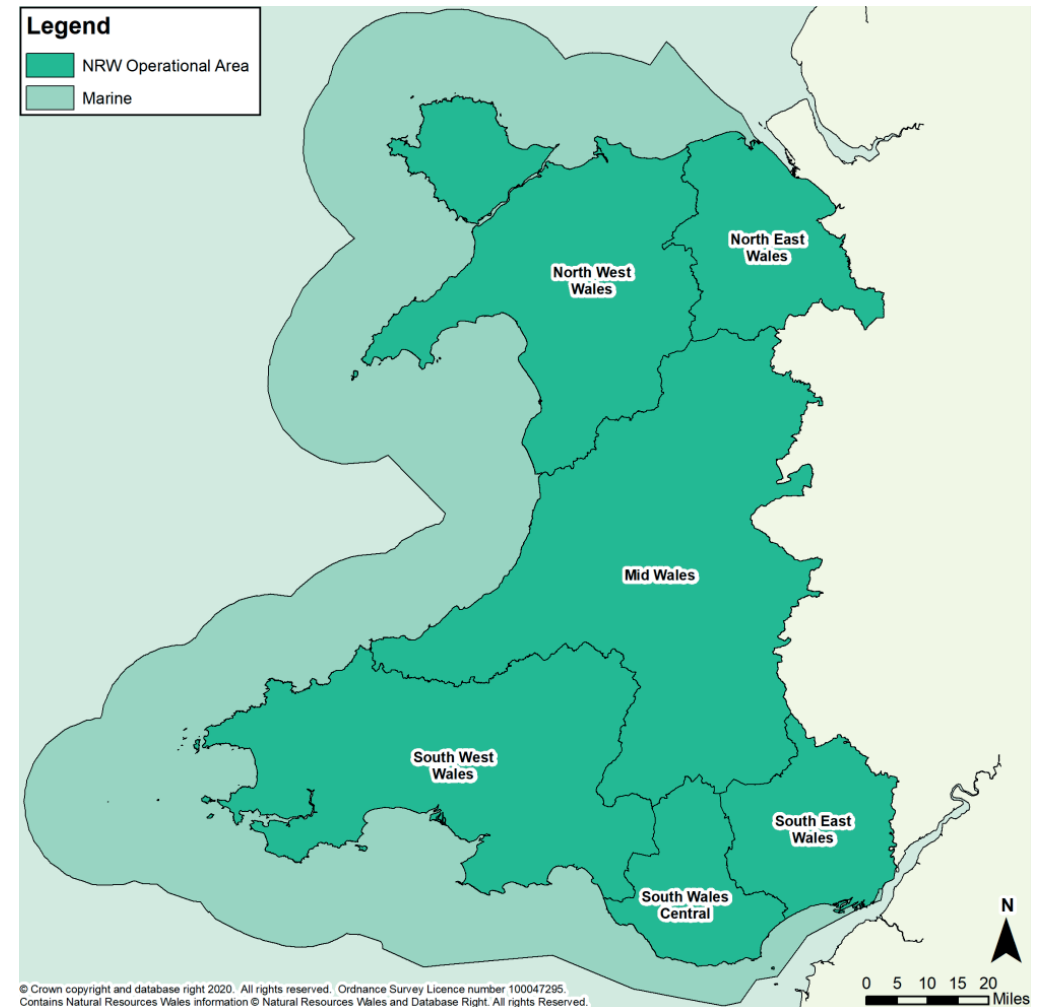 Legend
NRW Operational Area
Marine
North East
Wales
North West
Wales
Mid Wales
South West
Wales
South East
Wales
South Wales
Central
N
0 5 10 15 20
Miles
© Crown copyright and database right 2020. All rights reserved. Ordnance Survey Licence number 100047295.
Contains Natural Resources Wales information © Natural Resources Wales and Database Right. All rights Reserved.